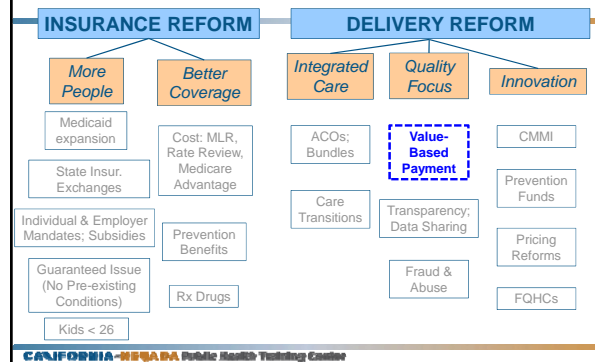 INSURANCE REFORM
DELIVERY REFORM
More
People
Better
Coverage
Integrated
Care
Quality
Focus
Innovation
Medicaid
expansion
State Insur.
Exchanges
Individual & Employer
Mandates; Subsidies
Guaranteed Issue
(No Pre-existing
Conditions)
Kids < 26
Cost: MLR,
Rate Review,
Medicare
Advantage
Prevention
Benefits
Rx Drugs
ACOs;
Bundles
Care
Transitions
Value-
Based
Payment
Transparency;
Data Sharing
Fraud &
Abuse
CMMI
Prevention
Funds
Pricing
Reforms
FQHCs
CALIFORNIA-NEVADA Public Health Training Center